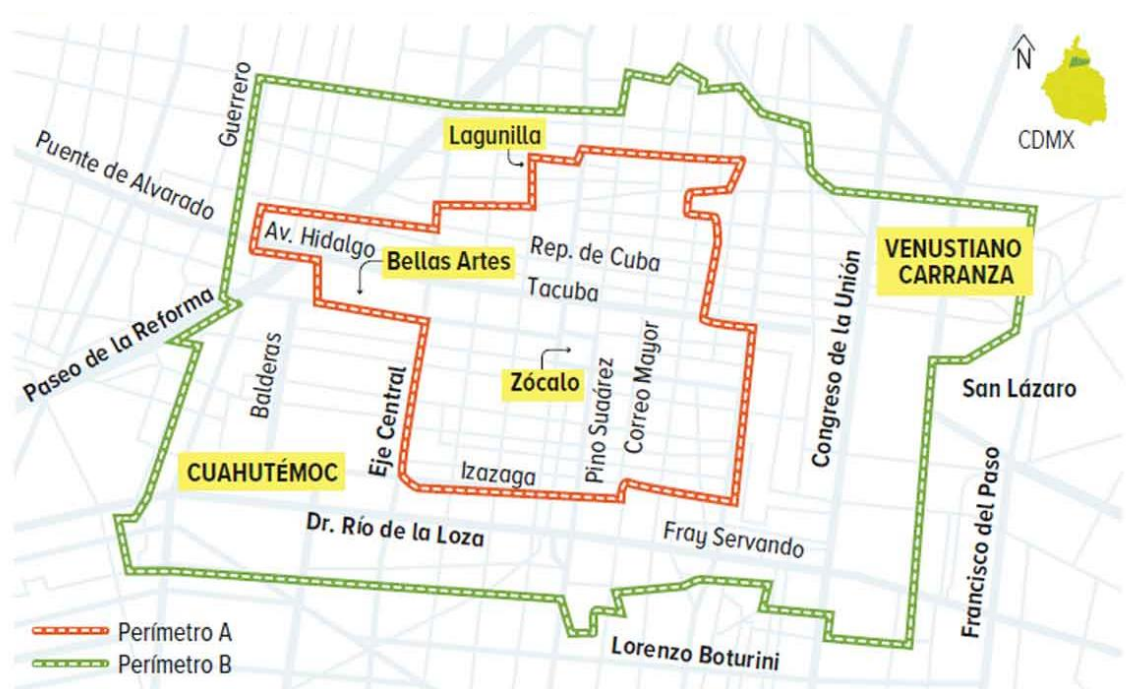 N
CDMX
Guerrero
Puente de Alvarado
Lagunilla
Av. Hidalgo
Bellas Artes
Rep. de Cuba
Tacuba
VENUSTIANO
CARRANZA
Paseo de la Reforma
Balderas
Eje Central
Zócalo
Pino Suaárez
Correo Mayor
Congreso de la Unión
San Lázaro
CUAHUTÉMOC
Izazaga
Dr. Río de la Loza
Fray Servando
Francisco del Paso
Lorenzo Boturini
Perímetro A
Perímetro B